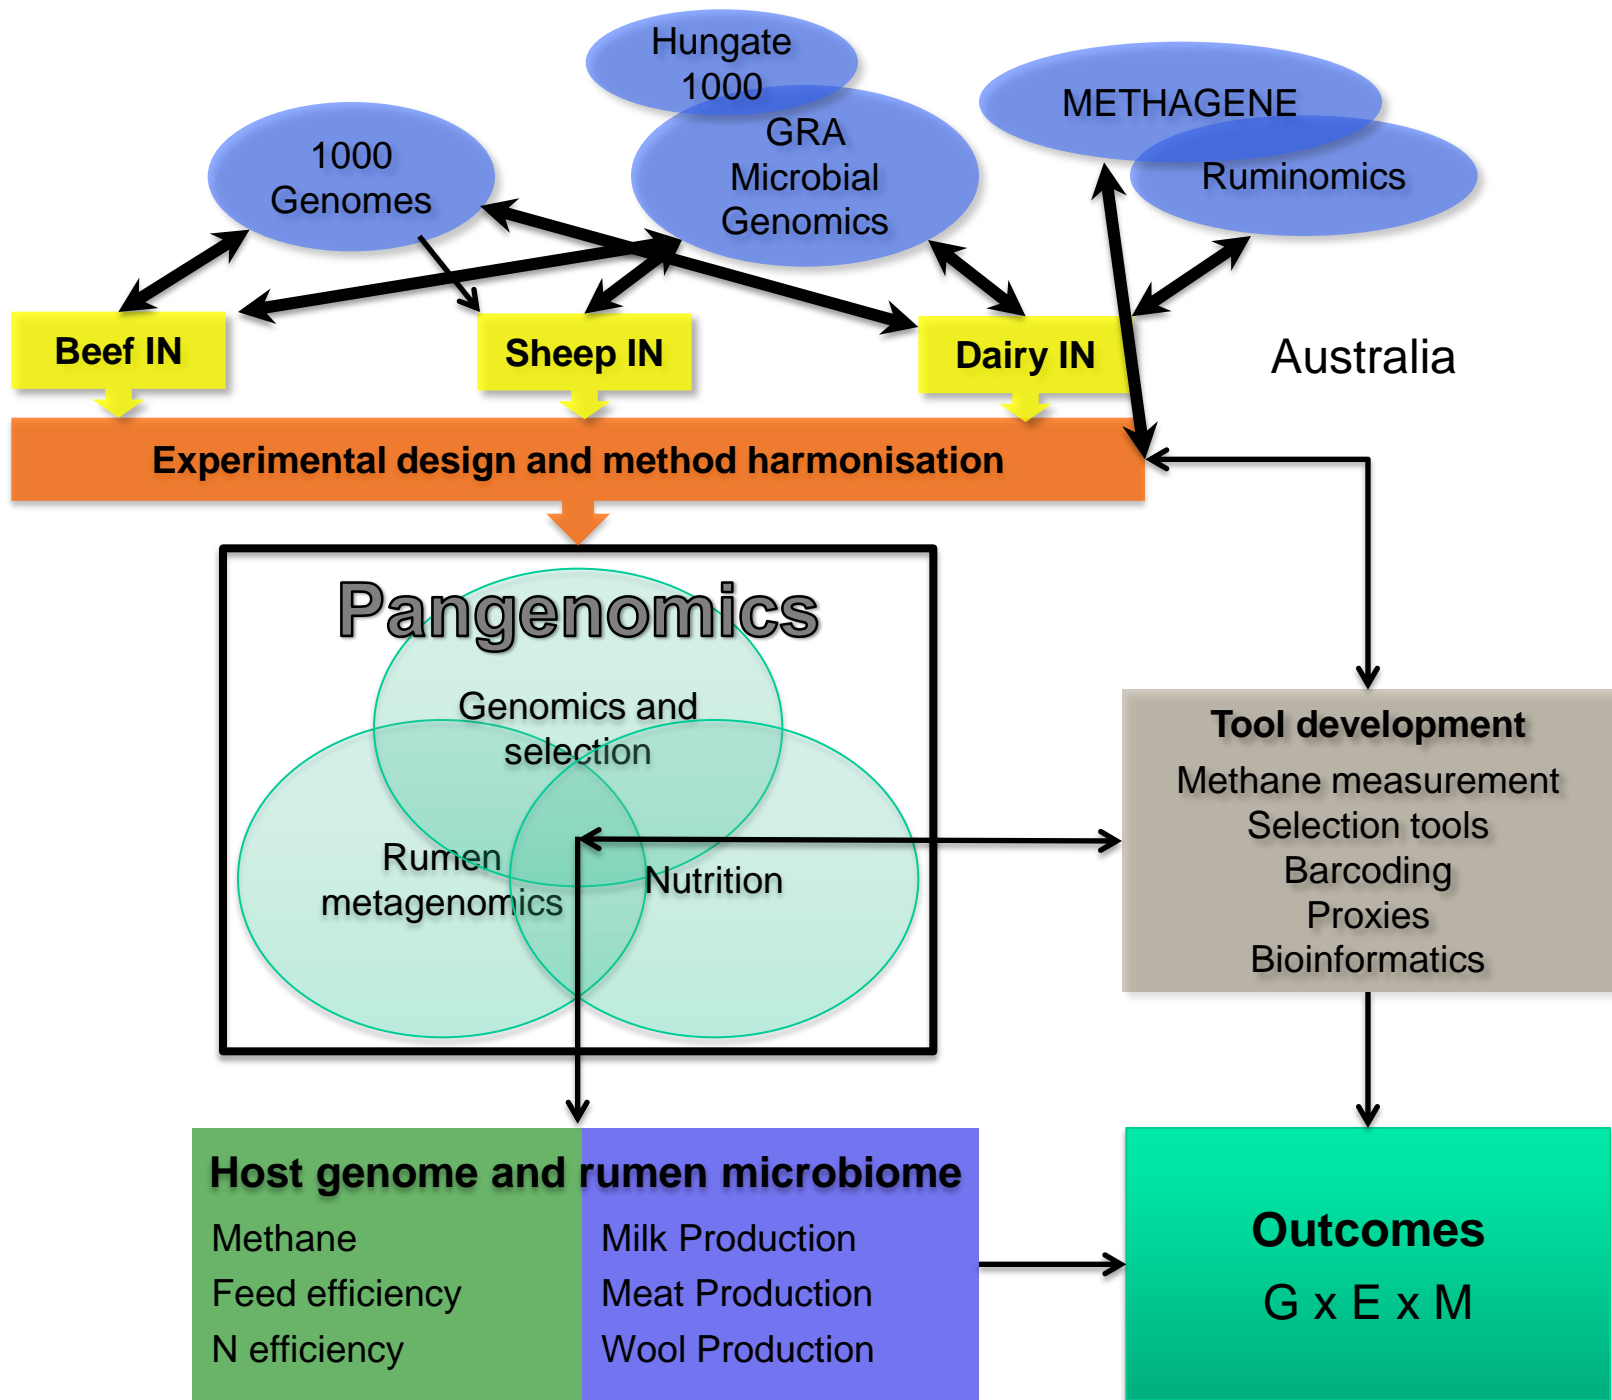 Hungate
1000
METHAGENE
GRA
Microbial
Genomics
1000
Genomes
Ruminomics
Beef IN
Sheep IN
Dairy IN
Australia
Experimental design and method harmonisation
Pangenomics
Genomics and
selection
Rumen
metagenomics
Nutrition
Tool development
Methane measurement
Selection tools
Barcoding
Proxies
Bioinformatics
Host genome and rumen microbiome
Methane
Feed efficiency
N efficiency
Milk Production
Meat Production
Wool Production
Outcomes
G x E x M